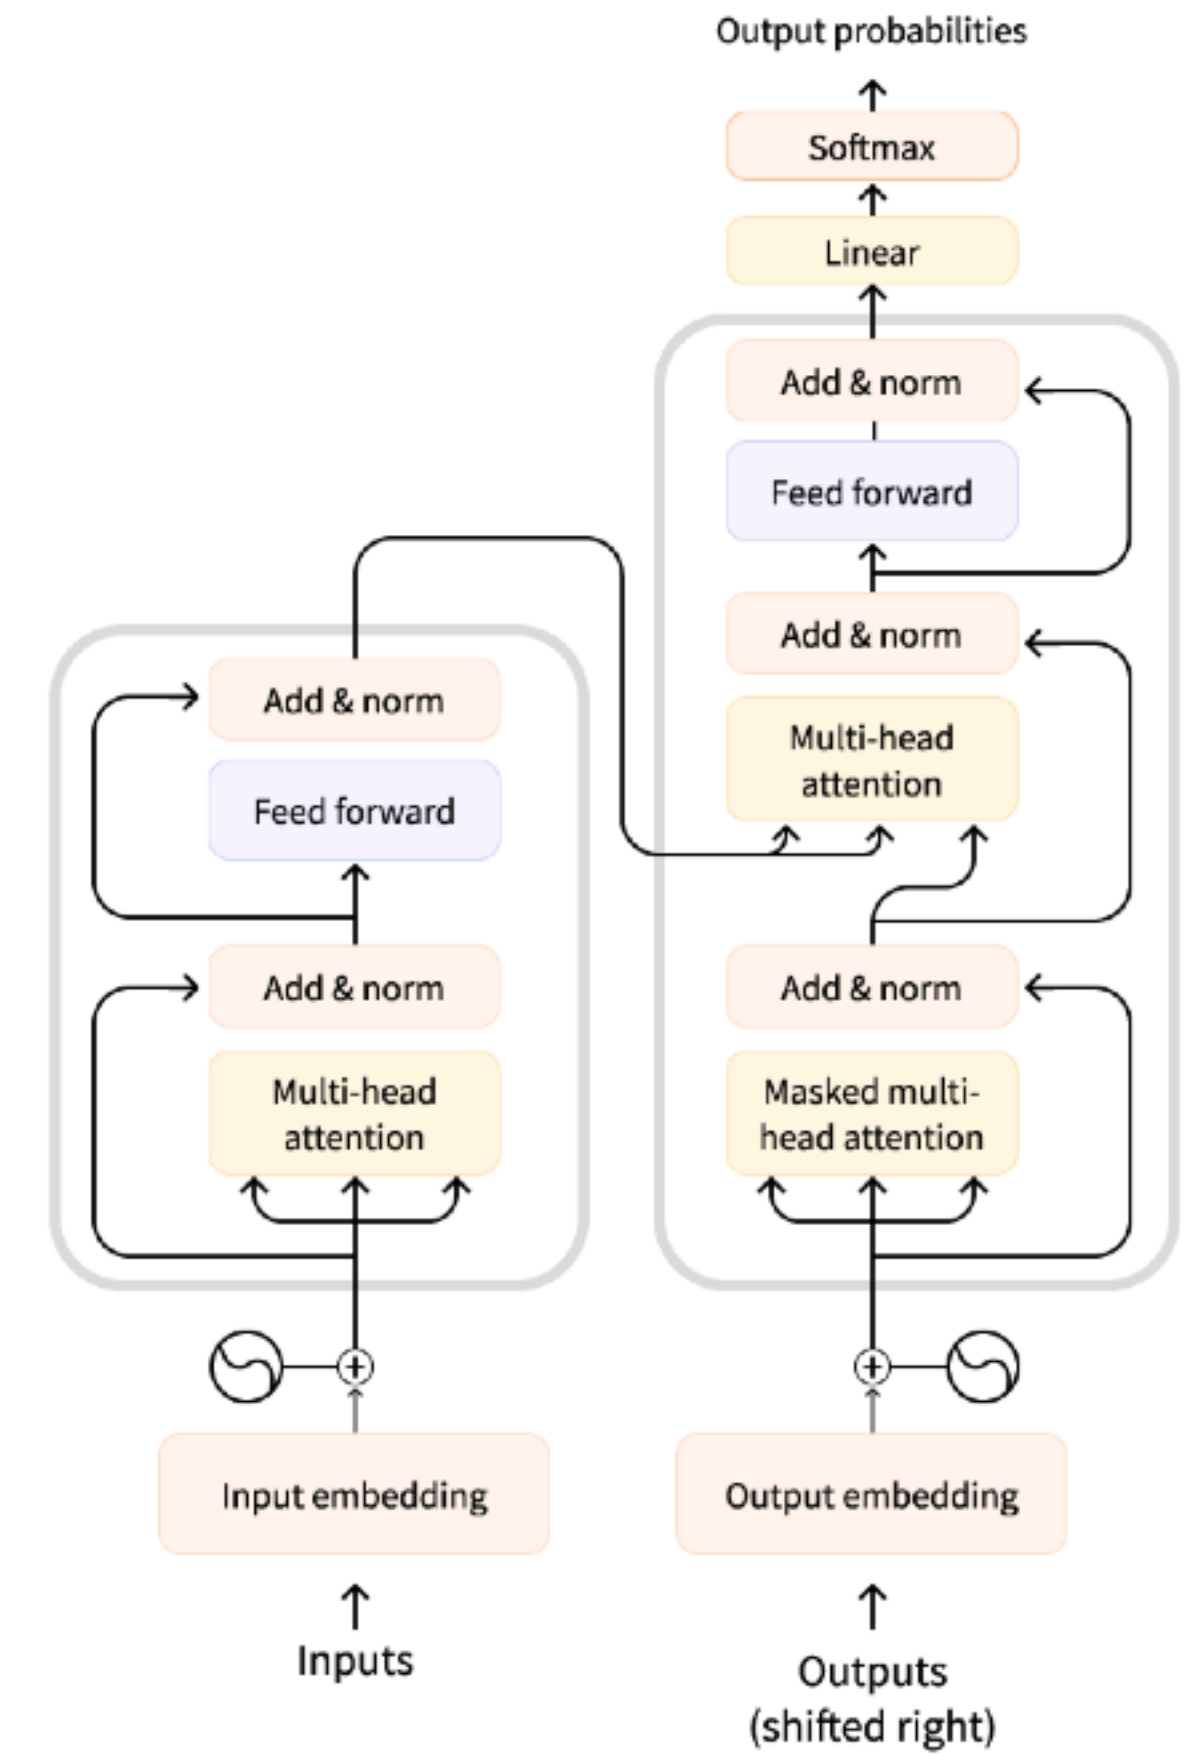 Output probabilities
Softmax
Linear
Add & norm
Feed forward
Add & norm
Multi-head
attention
Add & norm
Masked multi-
head attention
Add & norm
Feed forward
Add & norm
Multi-head
attention
Input embedding
Output embedding
Inputs
Outputs
(shifted right)